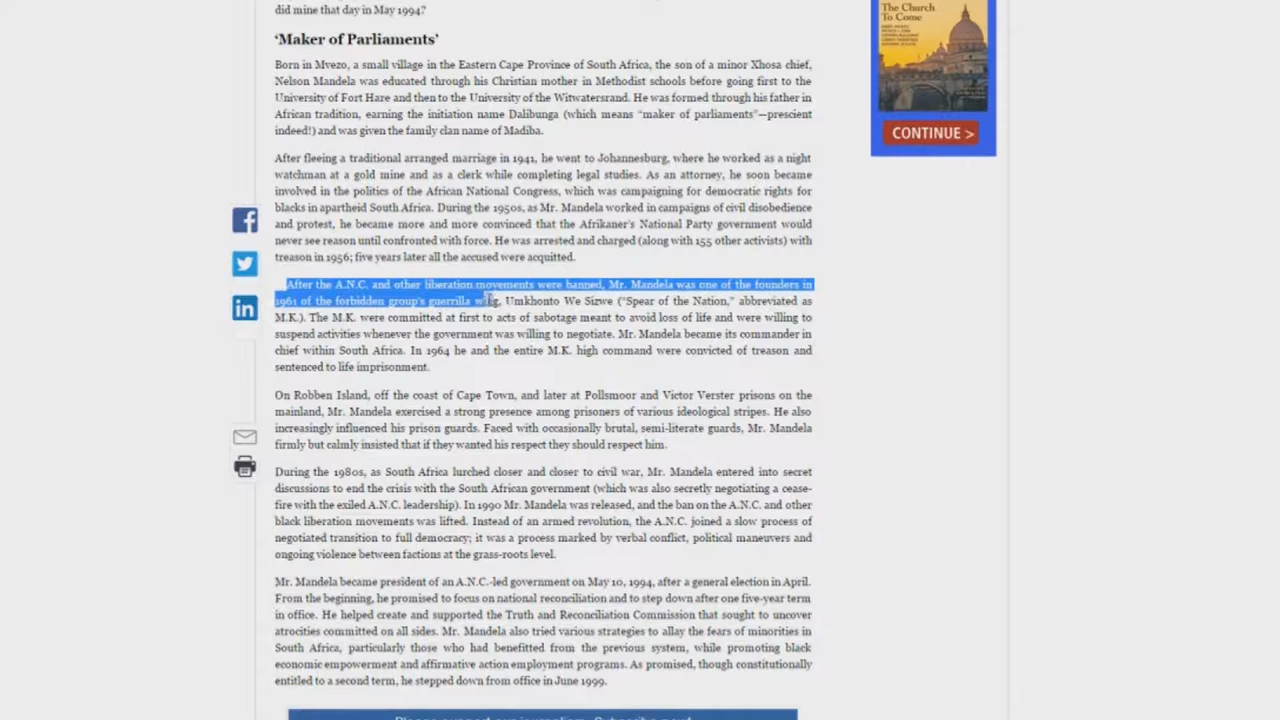 did mine that day in May 1994?
‘Maker of Parliaments’
Born in Mvezo, a small village in the Eastern Cape Province of South Africa, the son of a minor Xhosa chief,
Nelson Mandela was educated through his Christian mother in Methodist schools before going first to the
University of Fort Hare and then to the University of the Witwatersrand. He was formed through his father in
African tradition, earning the initiation name Dalibunga (which means “maker of parliaments”—prescient
indeed!) and was given the family clan name of Madiba.
After fleeing a traditional arranged marriage in 1941, he went to Johannesburg, where he worked as a night
watchman at a gold mine and as a clerk while completing legal studies. As an attorney, he soon became
involved in the politics of the African National Congress, which was campaigning for democratic rights for
blacks in apartheid South Africa. During the 1950s, as Mr. Mandela worked in campaigns of civil disobedience
and protest, he became more and more convinced that the Afrikaner’s National Party government would
never see reason until confronted with force. He was arrested and charged (along with 155 other activists) with
treason in 1956; five years later all the accused were acquitted.
After the A.N.C. and other liberation movements were banned, Mr. Mandela was one of the founders in
1961 of the forbidden group’s guerrilla wing, Umkhonto We Sizwe (“Spear of the Nation,” abbreviated as
M.K.). The M.K. were committed at first to acts of sabotage meant to avoid loss of life and were willing to
suspend activities whenever the government was willing to negotiate. Mr. Mandela became its commander in
chief within South Africa. In 1964 he and the entire M.K. high command were convicted of treason and
sentenced to life imprisonment.
On Robben Island, off the coast of Cape Town, and later at Pollsmoor and Victor Verster prisons on the
mainland, Mr. Mandela exercised a strong presence among prisoners of various ideological stripes. He also
increasingly influenced his prison guards. Faced with occasionally brutal, semi-literate guards, Mr. Mandela
firmly but calmly insisted that if they wanted his respect they should respect him.
During the 1980s, as South Africa lurched closer and closer to civil war, Mr. Mandela entered into secret
discussions to end the crisis with the South African government (which was also secretly negotiating a cease-
fire with the exiled A.N.C. leadership). In 1990 Mr. Mandela was released, and the ban on the A.N.C. and other
black liberation movements was lifted. Instead of an armed revolution, the A.N.C. joined a slow process of
negotiated transition to full democracy; it was a process marked by verbal conflict, political maneuvers and
ongoing violence between factions at the grass-roots level.
Mr. Mandela became president of an A.N.C.-led government on May 10, 1994, after a general election in April.
From the beginning, he promised to focus on national reconciliation and to step down after one five-year term
in office. He helped create and supported the Truth and Reconciliation Commission that sought to uncover
atrocities committed on all sides. Mr. Mandela also tried various strategies to allay the fears of minorities in
South Africa, particularly those who had benefitted from the previous system, while promoting black
economic empowerment and affirmative action employment programs. As promised, though constitutionally
entitled to a second term, he stepped down from office in June 1999.
Please support our journalism. Subscribe now!
The Church
To Come
CONTINUE >